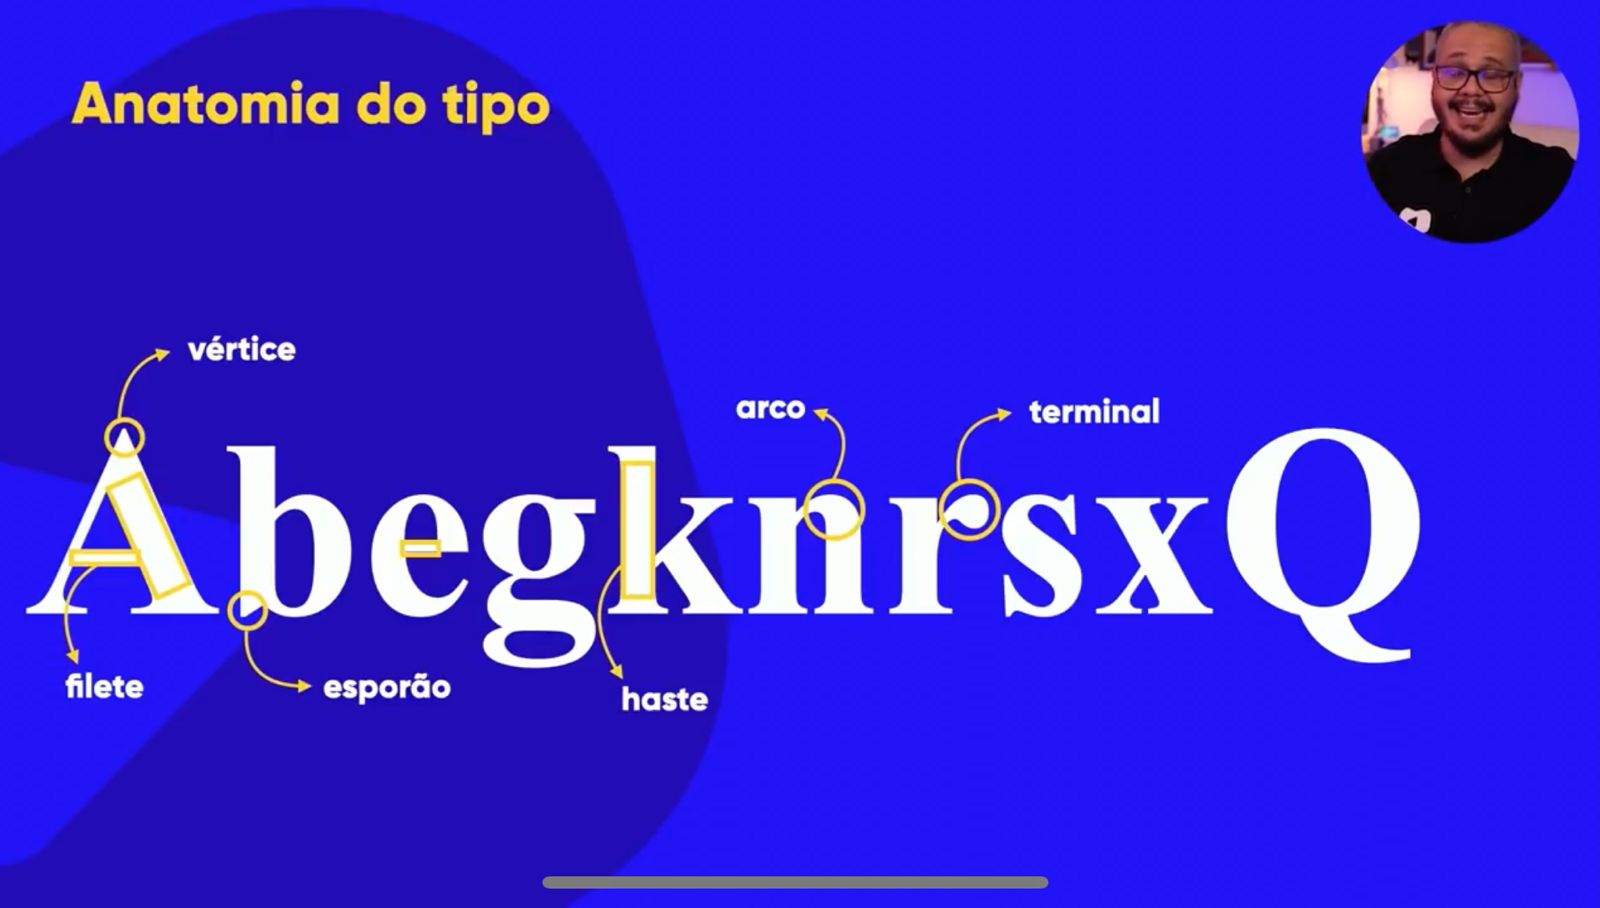 Anatomia do tipo
vértice
arco
terminal
AbegknrsxQ
filete
esporão
haste